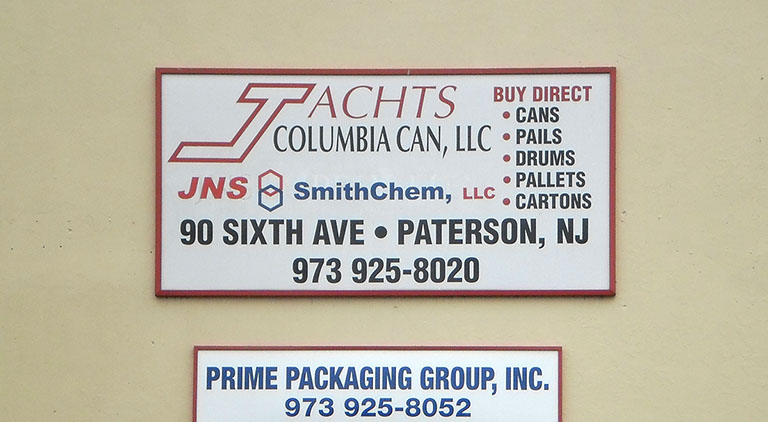 JACHTS
COLUMBIA CAN, LLC
BUY DIRECT
• CANS
• PAILS
• DRUMS
• PALLETS
• CARTONS
JNS SmithChem, LLC
90 SIXTH AVE • PATERSON, NJ
973 925-8020
PRIME PACKAGING GROUP, INC.
973 925-8052